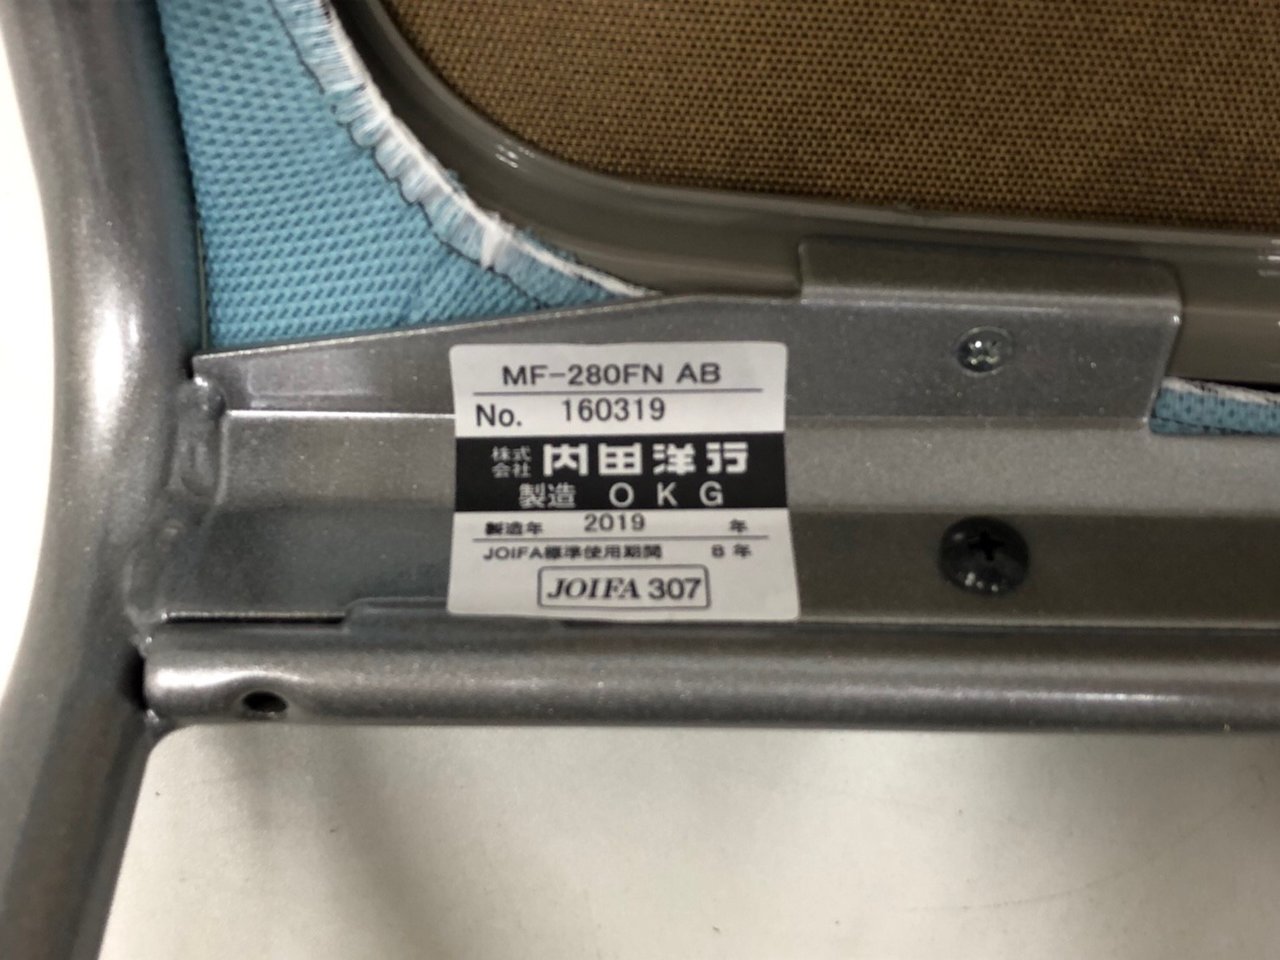 MF-280FN AB
No. 160319
株式会社 内田洋行
製造 OKG
製造年 2019 年
JOIFA標準使用期間 8 年
JOIFA 307